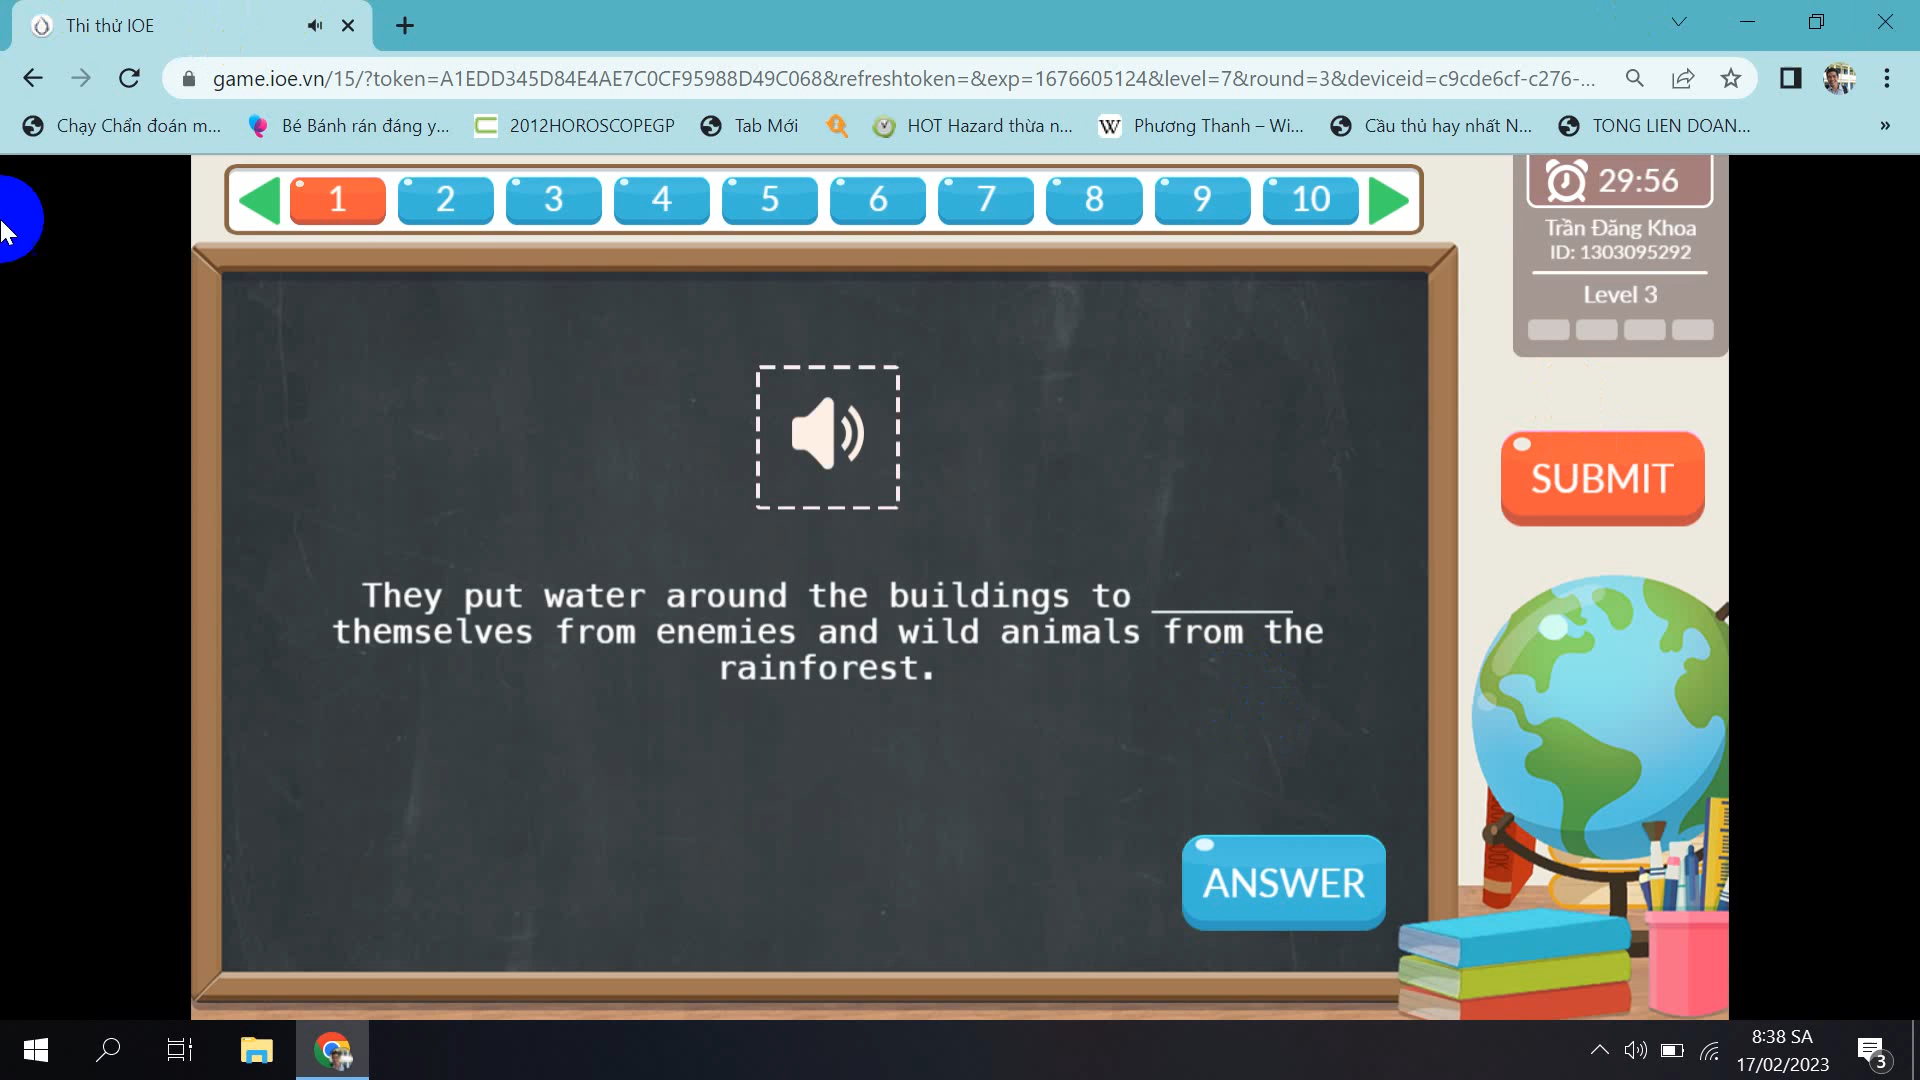 Thi thử IOE
game.ioe.vn/15/?token=A1EDD345D84E4AE7C0CF95988D49C068&refreshtoken=&exp=1676605124&level=7&round=3&deviceid=c9cde6cf-c276-...
Chạy Chẩn đoán m... Bé Bánh rán đáng y... 2012HOROSCOPEGP Tab Mới HOT Hazard thừa n... W Phương Thanh – Wi... Cầu thủ hay nhất N... TONG LIEN DOAN... »
1 2 3 4 5 6 7 8 9 10
29:56
Trần Đăng Khoa
ID: 1303095292
Level 3
SUBMIT
They put water around the buildings to _______
themselves from enemies and wild animals from the
rainforest.
ANSWER
8:38 SA
17/02/2023
3